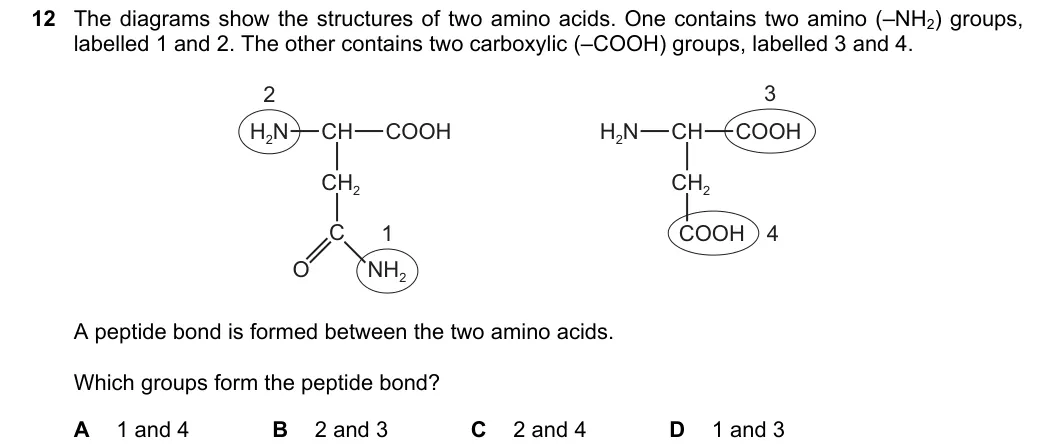 12 The diagrams show the structures of two amino acids. One contains two amino (–NH₂) groups,
labelled 1 and 2. The other contains two carboxylic (–COOH) groups, labelled 3 and 4.
2
H₂N—CH—COOH
CH₂
C
1
O
NH₂
3
H₂N—CH—COOH
CH₂
COOH 4
A peptide bond is formed between the two amino acids.
Which groups form the peptide bond?
A 1 and 4 B 2 and 3 C 2 and 4 D 1 and 3